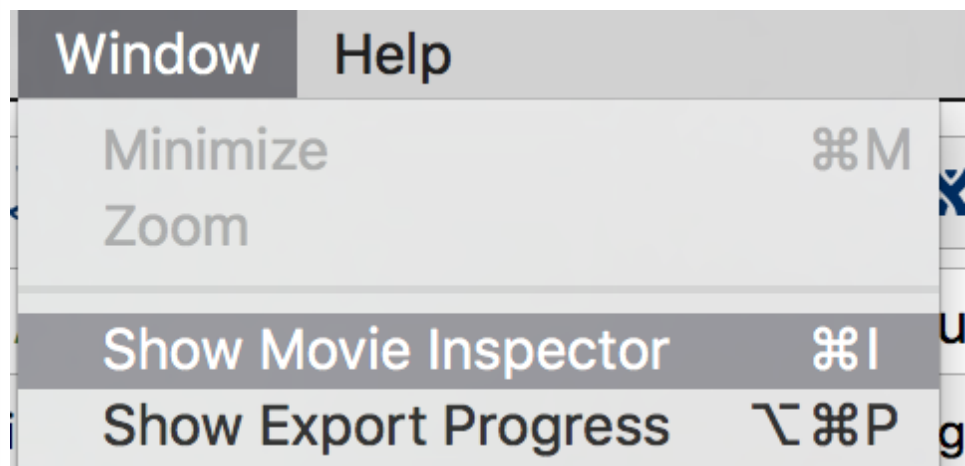 Window Help
Minimize ⌘M
Zoom
Show Movie Inspector ⌘I
Show Export Progress ⌥⌘P